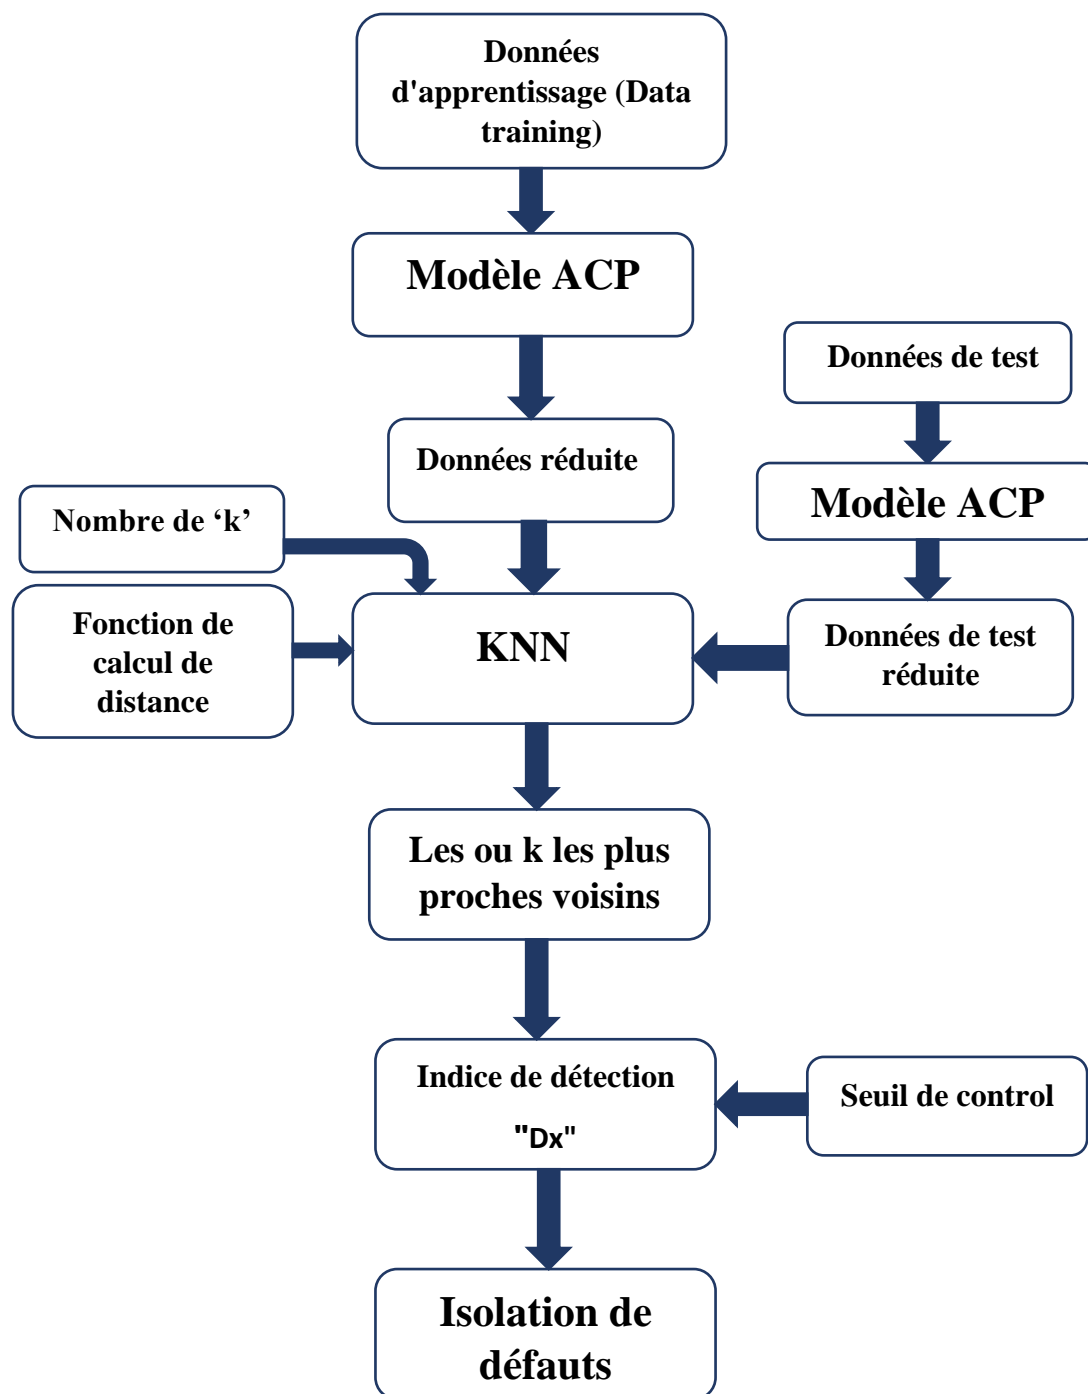 Données
d'apprentissage (Data
training)
Modèle ACP
Données de test
Données réduite
Modèle ACP
Nombre de ‘k’
Fonction de
calcul de
distance
KNN
Données de test
réduite
Les ou k les plus
proches voisins
Indice de détection
"Dx"
Seuil de control
Isolation de
défauts